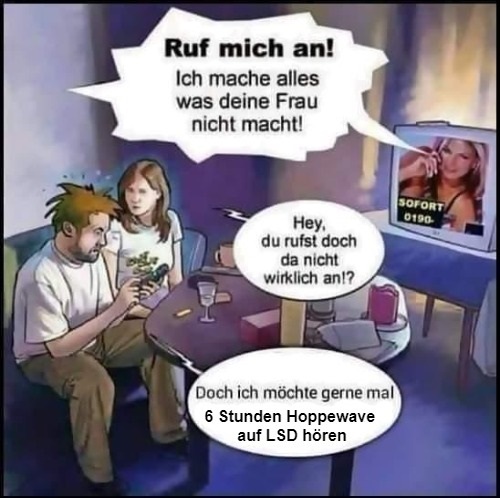 Ruf mich an!
Ich mache alles
was deine Frau
nicht macht!
SOFORT
0190-
Hey,
du rufst doch
da nicht
wirklich an!?
Doch ich möchte gerne mal
6 Stunden Hoppewave
auf LSD hören